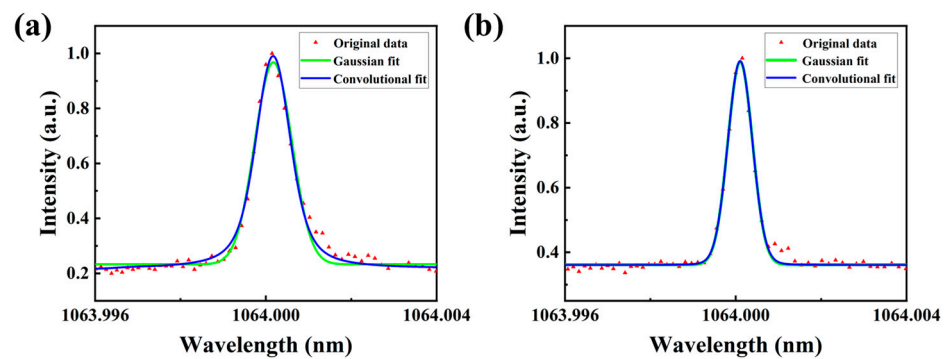 (a)
Original data
Gaussian fit
Convolutional fit
1.0
0.8
0.6
0.4
0.2
Intensity (a.u.)
1063.996
1064.000
1064.004
Wavelength (nm)
(b)
Original data
Gaussian fit
Convolutional fit
1.0
0.8
0.6
0.4
Intensity (a.u.)
1063.996
1064.000
1064.004
Wavelength (nm)